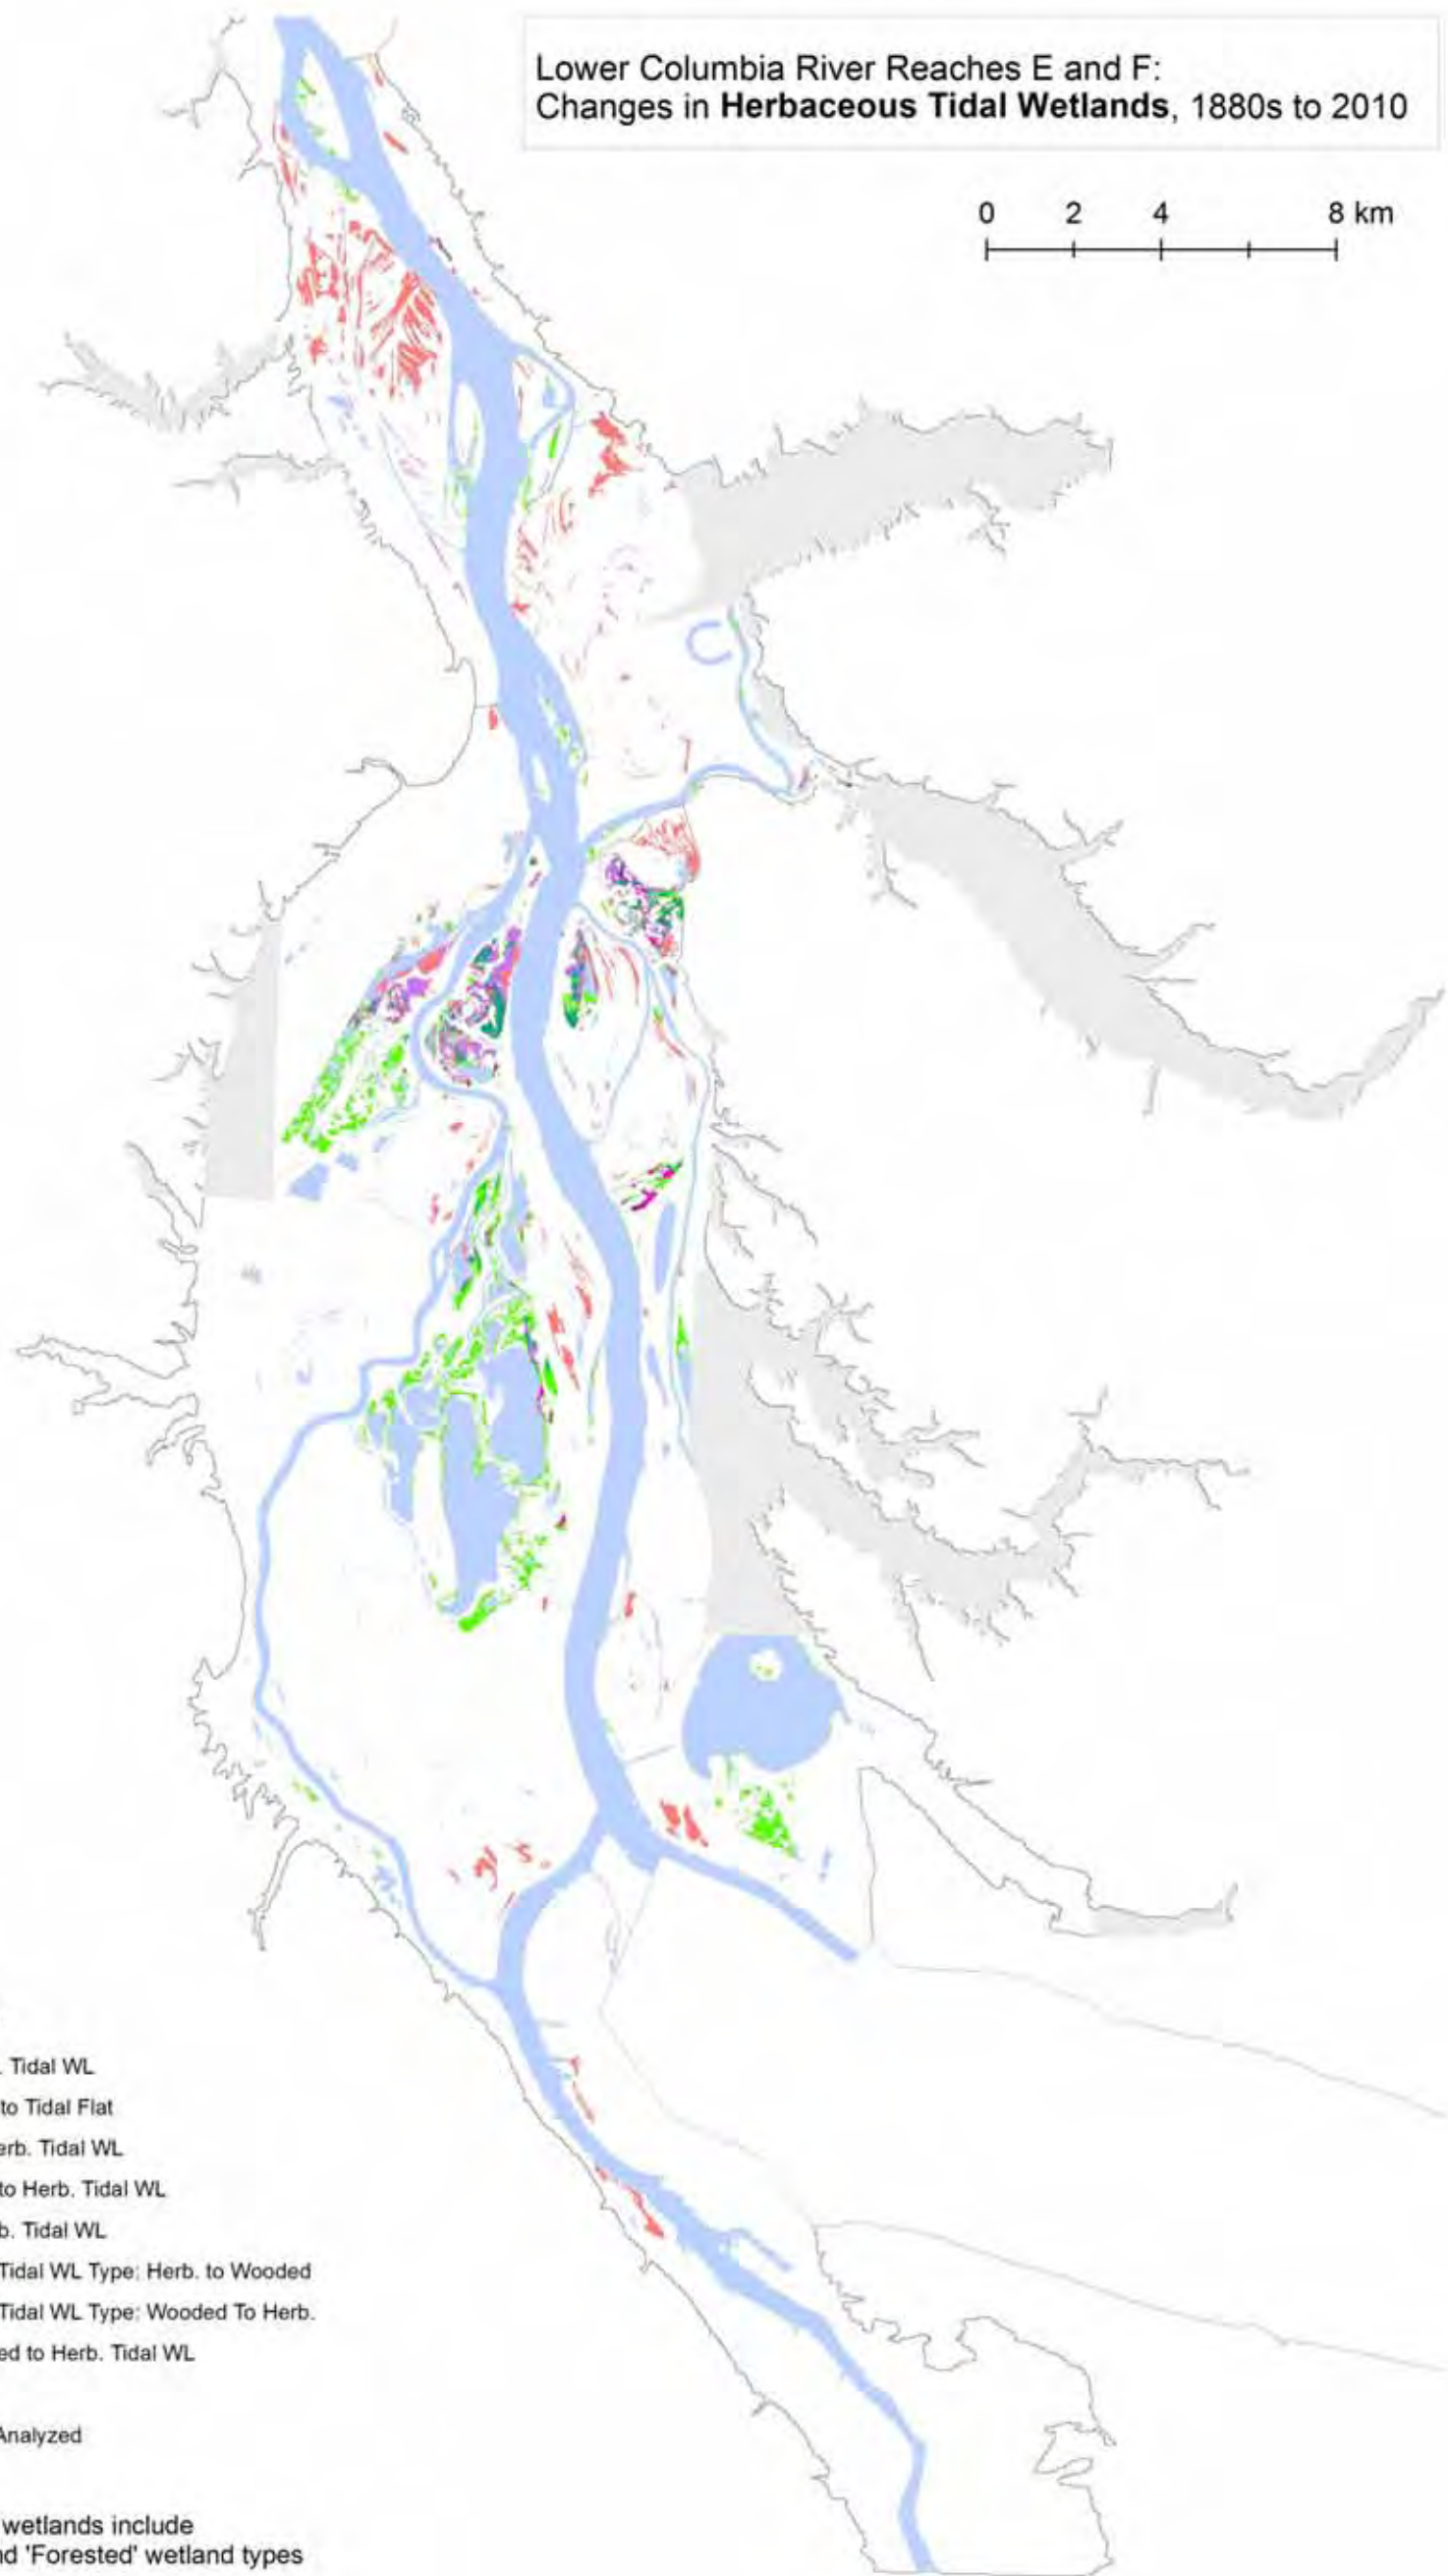 Lower Columbia River Reaches E and F:
Changes in Herbaceous Tidal Wetlands, 1880s to 2010
0 2 4 8 km
. Tidal WL
to Tidal Flat
erb. Tidal WL
to Herb. Tidal WL
b. Tidal WL
Tidal WL Type: Herb. to Wooded
Tidal WL Type: Wooded To Herb.
ed to Herb. Tidal WL
Analyzed
wetlands include
nd 'Forested' wetland types